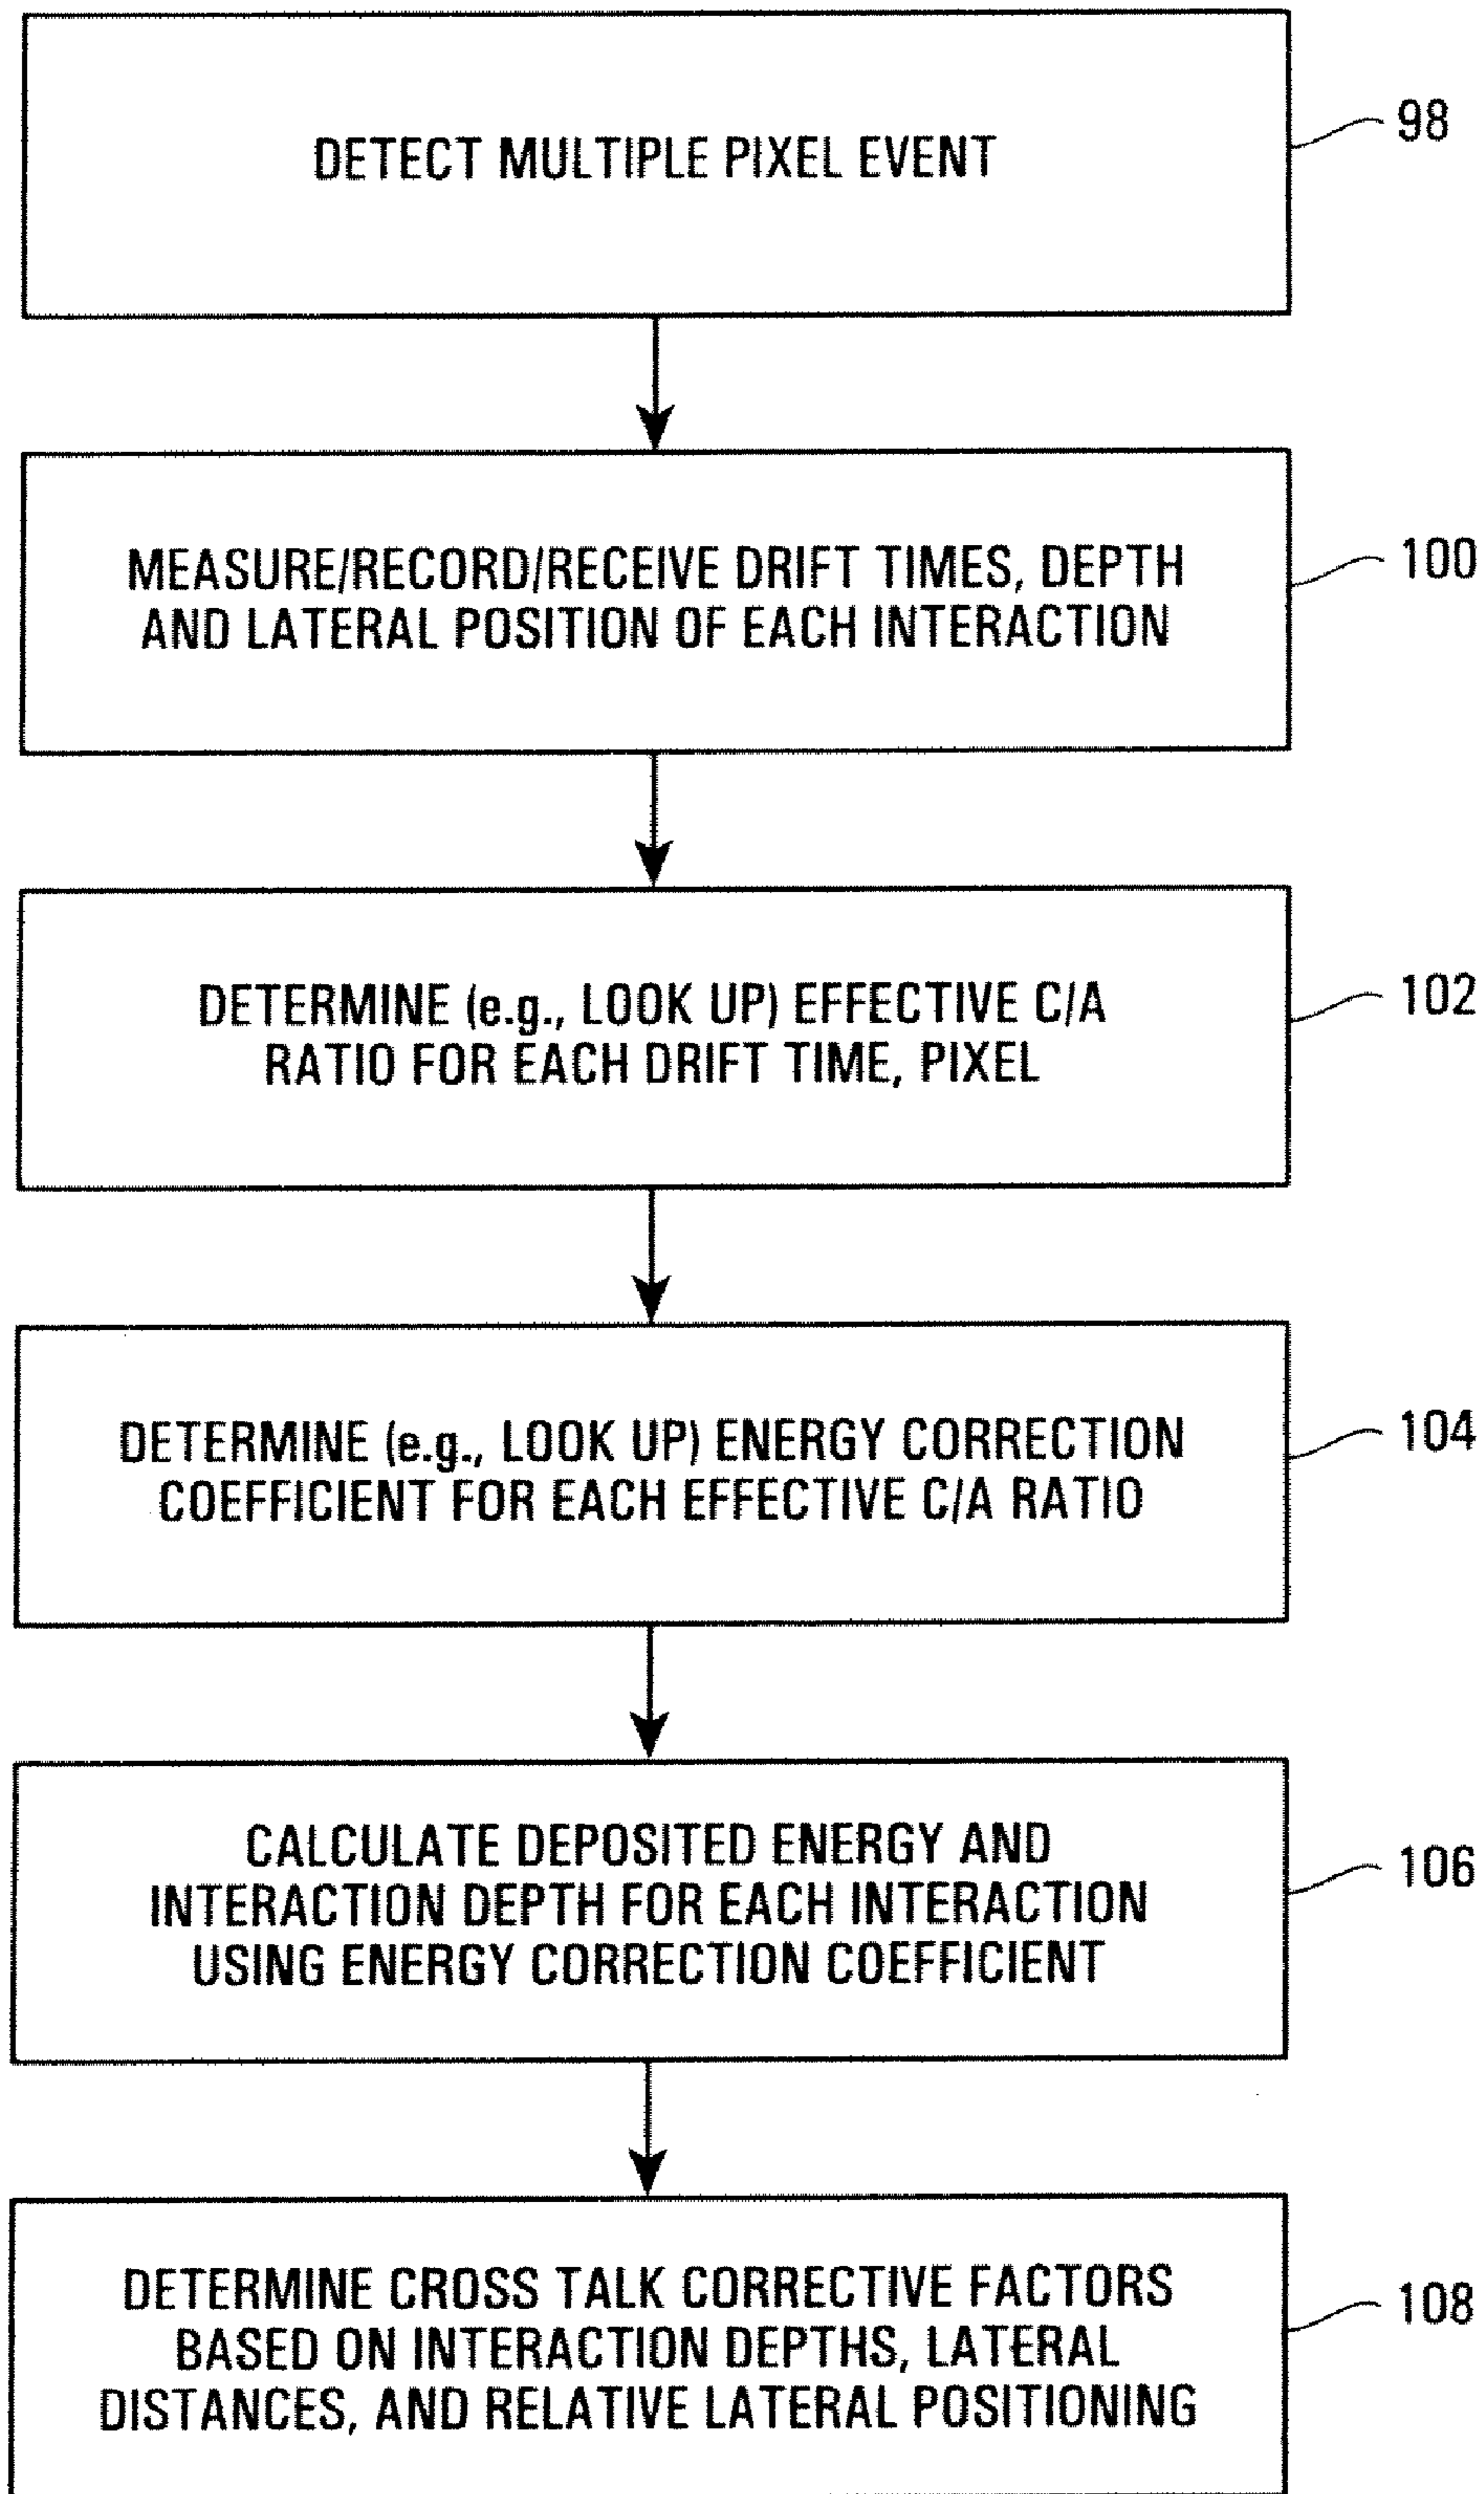 DETECT MULTIPLE PIXEL EVENT
98
MEASURE/RECORD/RECEIVE DRIFT TIMES, DEPTH
AND LATERAL POSITION OF EACH INTERACTION
100
DETERMINE (e.g., LOOK UP) EFFECTIVE C/A
RATIO FOR EACH DRIFT TIME, PIXEL
102
DETERMINE (e.g., LOOK UP) ENERGY CORRECTION
COEFFICIENT FOR EACH EFFECTIVE C/A RATIO
104
CALCULATE DEPOSITED ENERGY AND
INTERACTION DEPTH FOR EACH INTERACTION
USING ENERGY CORRECTION COEFFICIENT
106
DETERMINE CROSS TALK CORRECTIVE FACTORS
BASED ON INTERACTION DEPTHS, LATERAL
DISTANCES, AND RELATIVE LATERAL POSITIONING
108